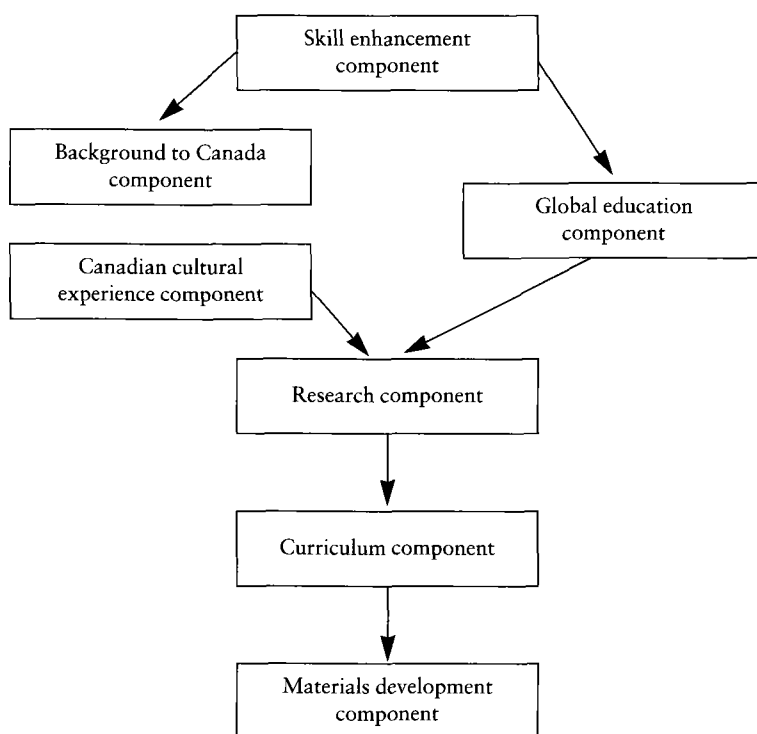 Skill enhancement
component
Background to Canada
component
Global education
component
Canadian cultural
experience component
Research component
Curriculum component
Materials development
component